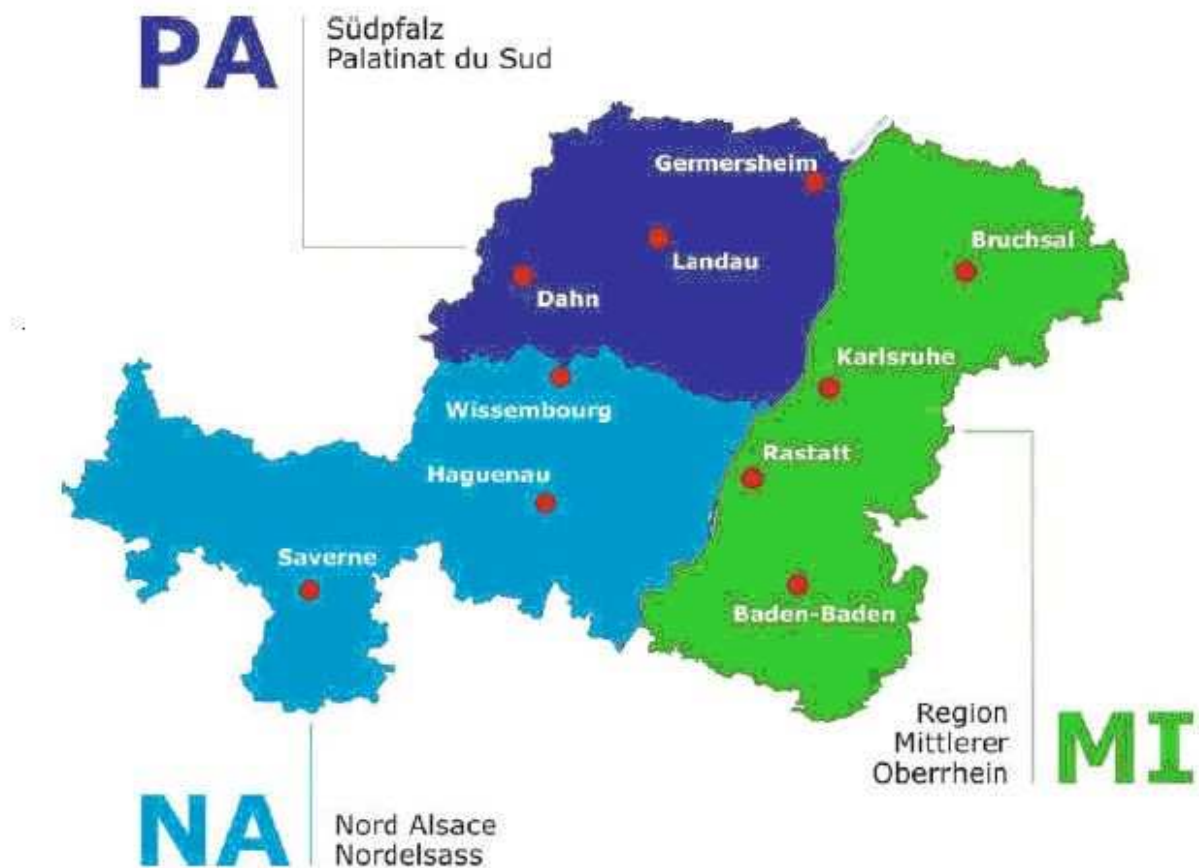 PA
Südpfalz
Palatinat du Sud
Germersheim
Landau
Dahn
Bruchsal
Karlsruhe
Wissembourg
Rastatt
Haguenau
Saverne
Baden-Baden
Region
Mittlerer
Oberrhein
MI
NA
Nord Alsace
Nordelsass